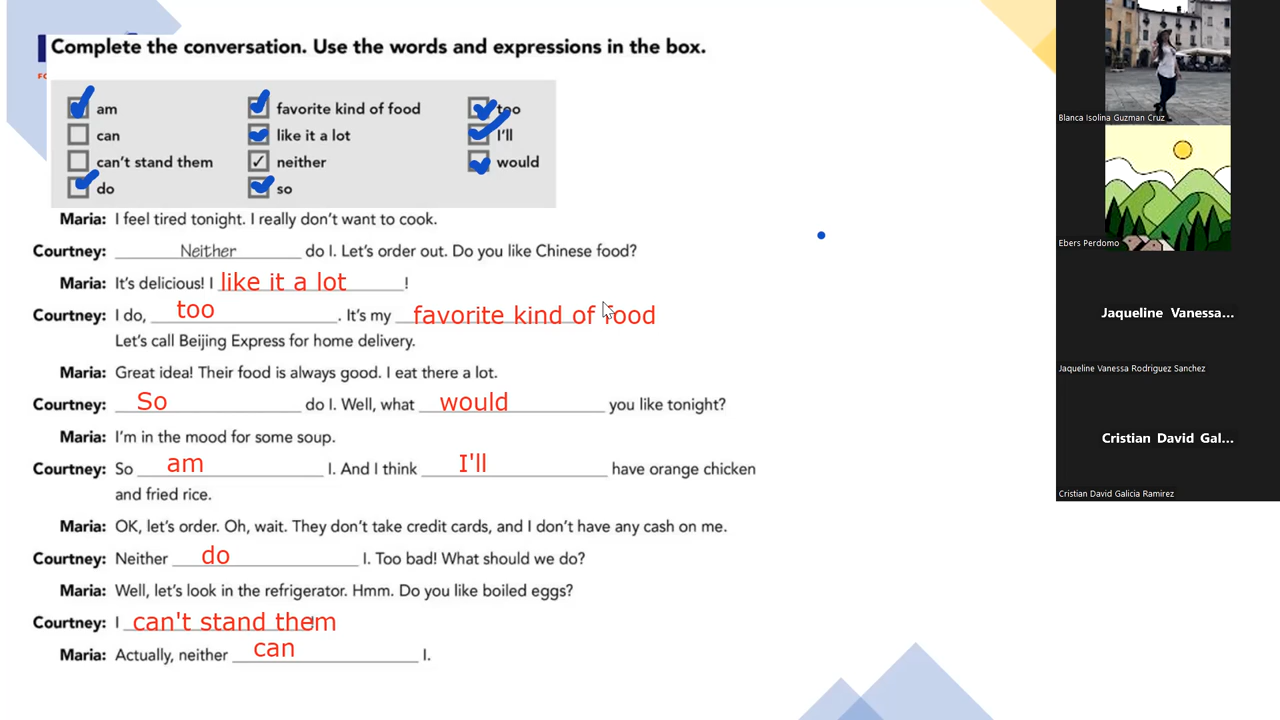 Complete the conversation. Use the words and expressions in the box.
am favorite kind of food too
can like it a lot I'll
can't stand them ✓ neither would
do so
Maria: I feel tired tonight. I really don't want to cook.
Courtney: Neither do I. Let's order out. Do you like Chinese food?
Maria: It's delicious! I like it a lot !
Courtney: I do, too . It's my favorite kind of food
Let's call Beijing Express for home delivery.
Maria: Great idea! Their food is always good. I eat there a lot.
Courtney: So do I. Well, what would you like tonight?
Maria: I'm in the mood for some soup.
Courtney: So am I. And I think I'll have orange chicken
and fried rice.
Maria: OK, let's order. Oh, wait. They don't take credit cards, and I don't have any cash on me.
Courtney: Neither do I. Too bad! What should we do?
Maria: Well, let's look in the refrigerator. Hmm. Do you like boiled eggs?
Courtney: I can't stand them !
Maria: Actually, neither can I.
Blanca Isolina Guzman Cruz
Ebers Perdomo
Jaqueline Vanessa...
Jaqueline Vanessa Rodriguez Sanchez
Cristian David Gal...
Cristian David Galicia Ramirez